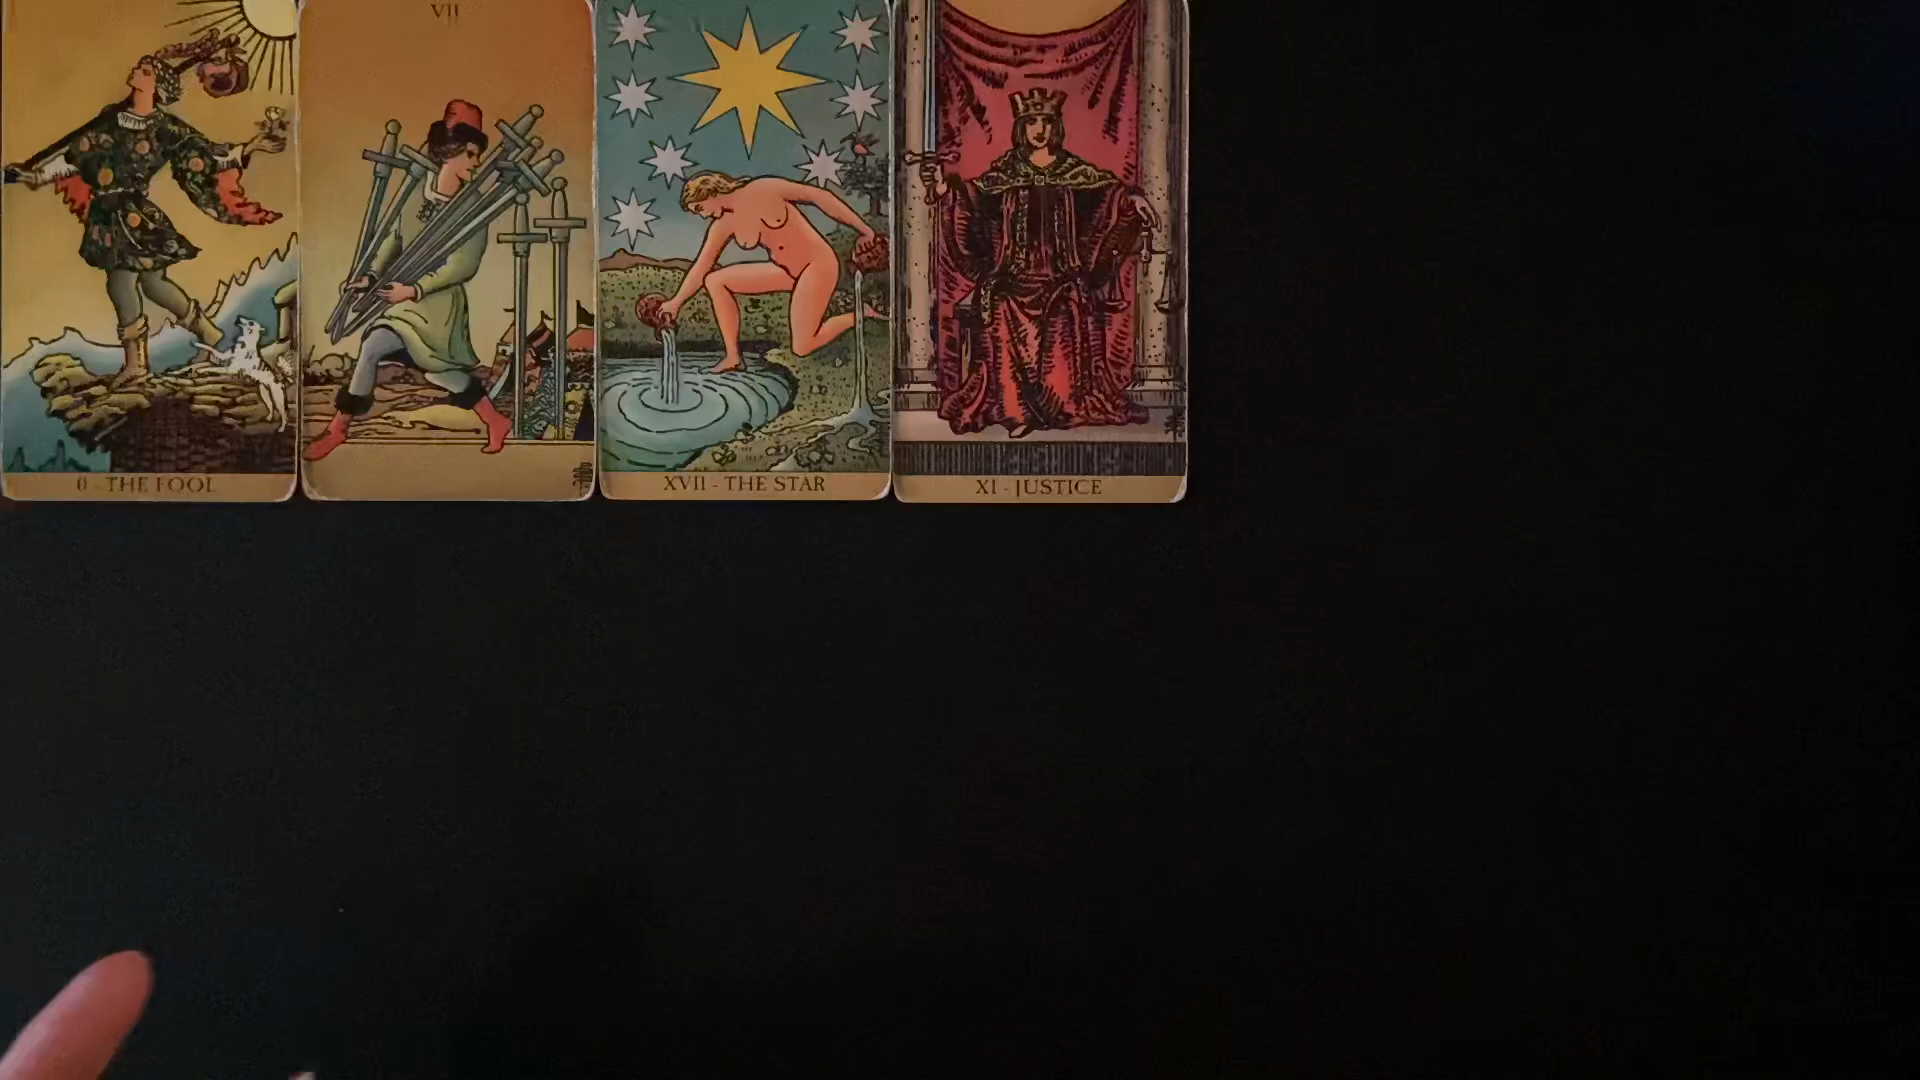 VII
0 - THE FOOL
XVII - THE STAR
XI - JUSTICE